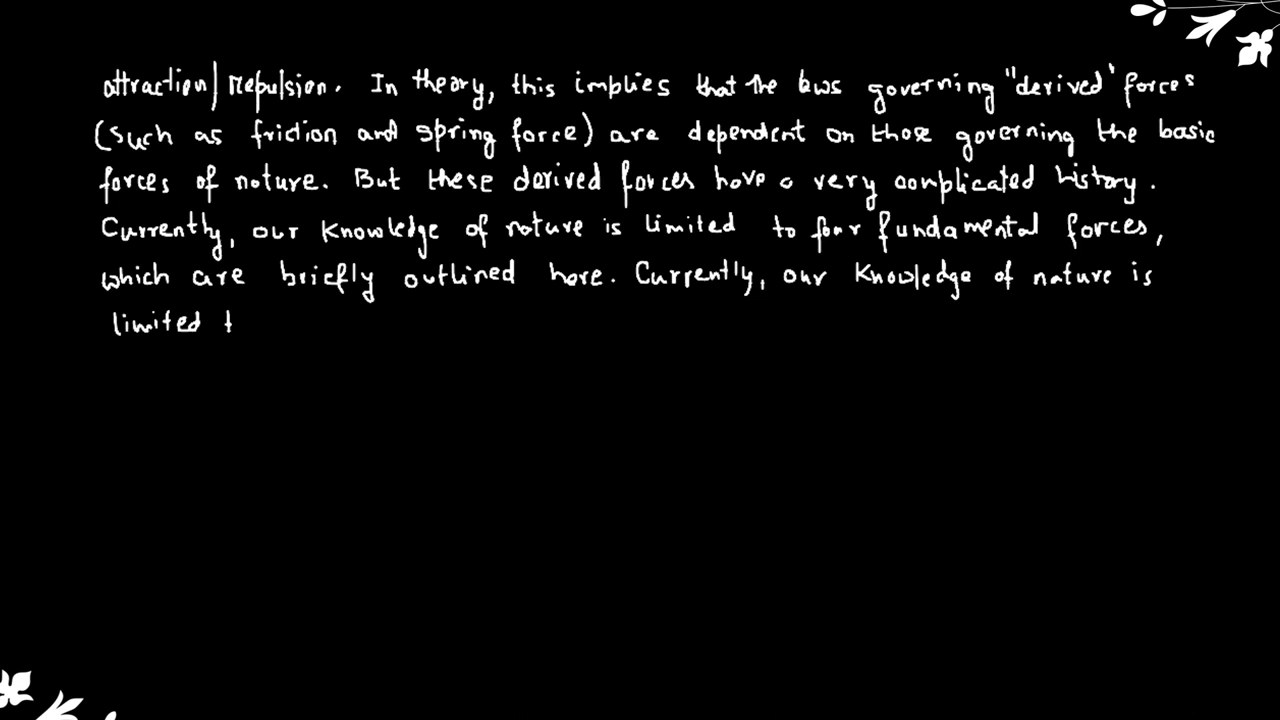 attraction/repulsion. In theory, this implies that the laws governing "derived" forces
(such as friction and spring force) are dependent on those governing the basic
forces of nature. But these derived forces have a very complicated history.
Currently, our knowledge of nature is limited to four fundamental forces,
which are briefly outlined here. Currently, our knowledge of nature is
limited t